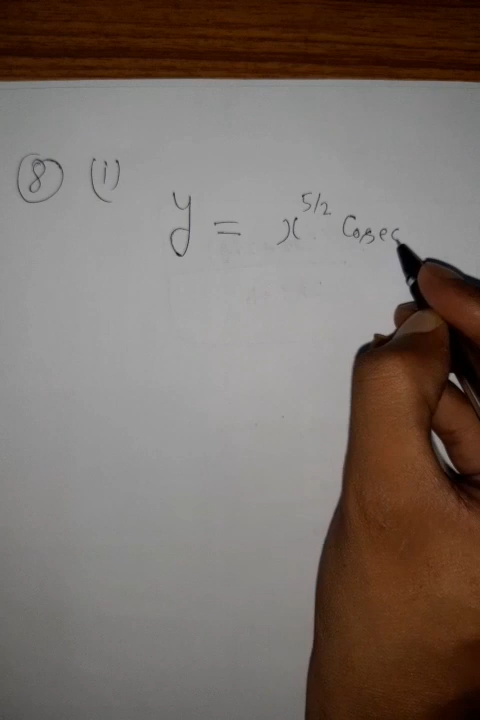 8 (i)
y = x^5/2 Cosec